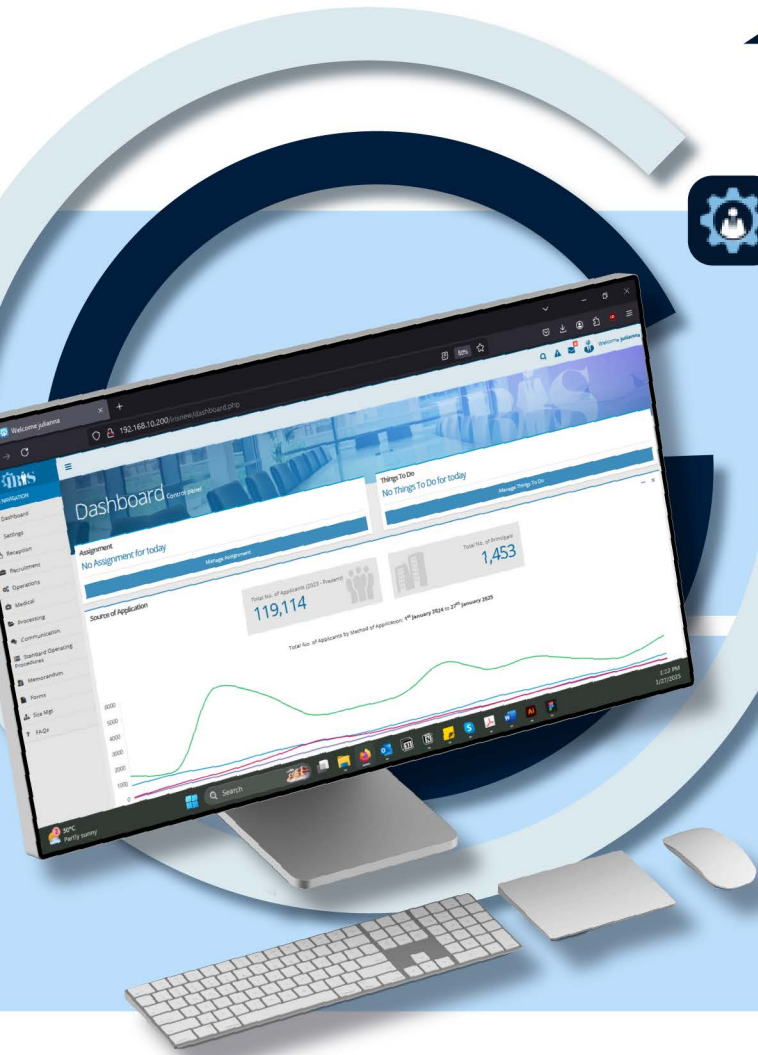 Welcome julianna
192.168.10.200/irisnew/dashboard.php
80%
Welcome julianna
IRIS
NAVIGATION
Dashboard
Settings
Reception
Recruitment
Operations
Medical
Processing
Communication
Standard Operating
Procedures
Memorandum
Forms
Site Mgt
FAQs
Dashboard Control panel
Assignment
No Assignment for today
Manage Assignment
Things To Do
No Things To Do for today
Manage Things To Do
Source of Application
Total No. of Applicants (2023 - Present)
119,114
Total No. of Principals
1,453
Total No. of Applicants by Method of Application: 1st January 2024 to 27th January 2025
6000
5000
4000
3000
2000
1000
0
30°C
Partly sunny
Search
1:32 PM
1/27/2025